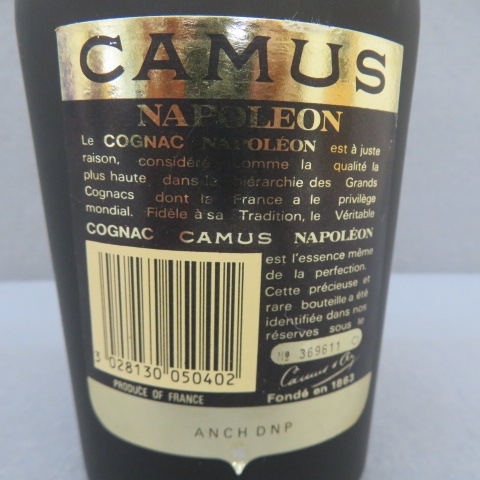 CAMUS
NAPOLEON
Le COGNAC NAPOLÉON est à juste
raison, considéré comme la qualité la
plus haute dans la hiérarchie des Grands
Cognacs dont la France a le privilège
mondial. Fidèle à sa Tradition, le Véritable
COGNAC CAMUS NAPOLÉON
est l'essence même
de la perfection.
Cette précieuse et
rare bouteille a été
identifiée dans nos
réserves sous le
№ 369611 C
Camus & Co
Fondé en 1863
3 028130 050402
PRODUCE OF FRANCE
ANCH DNP